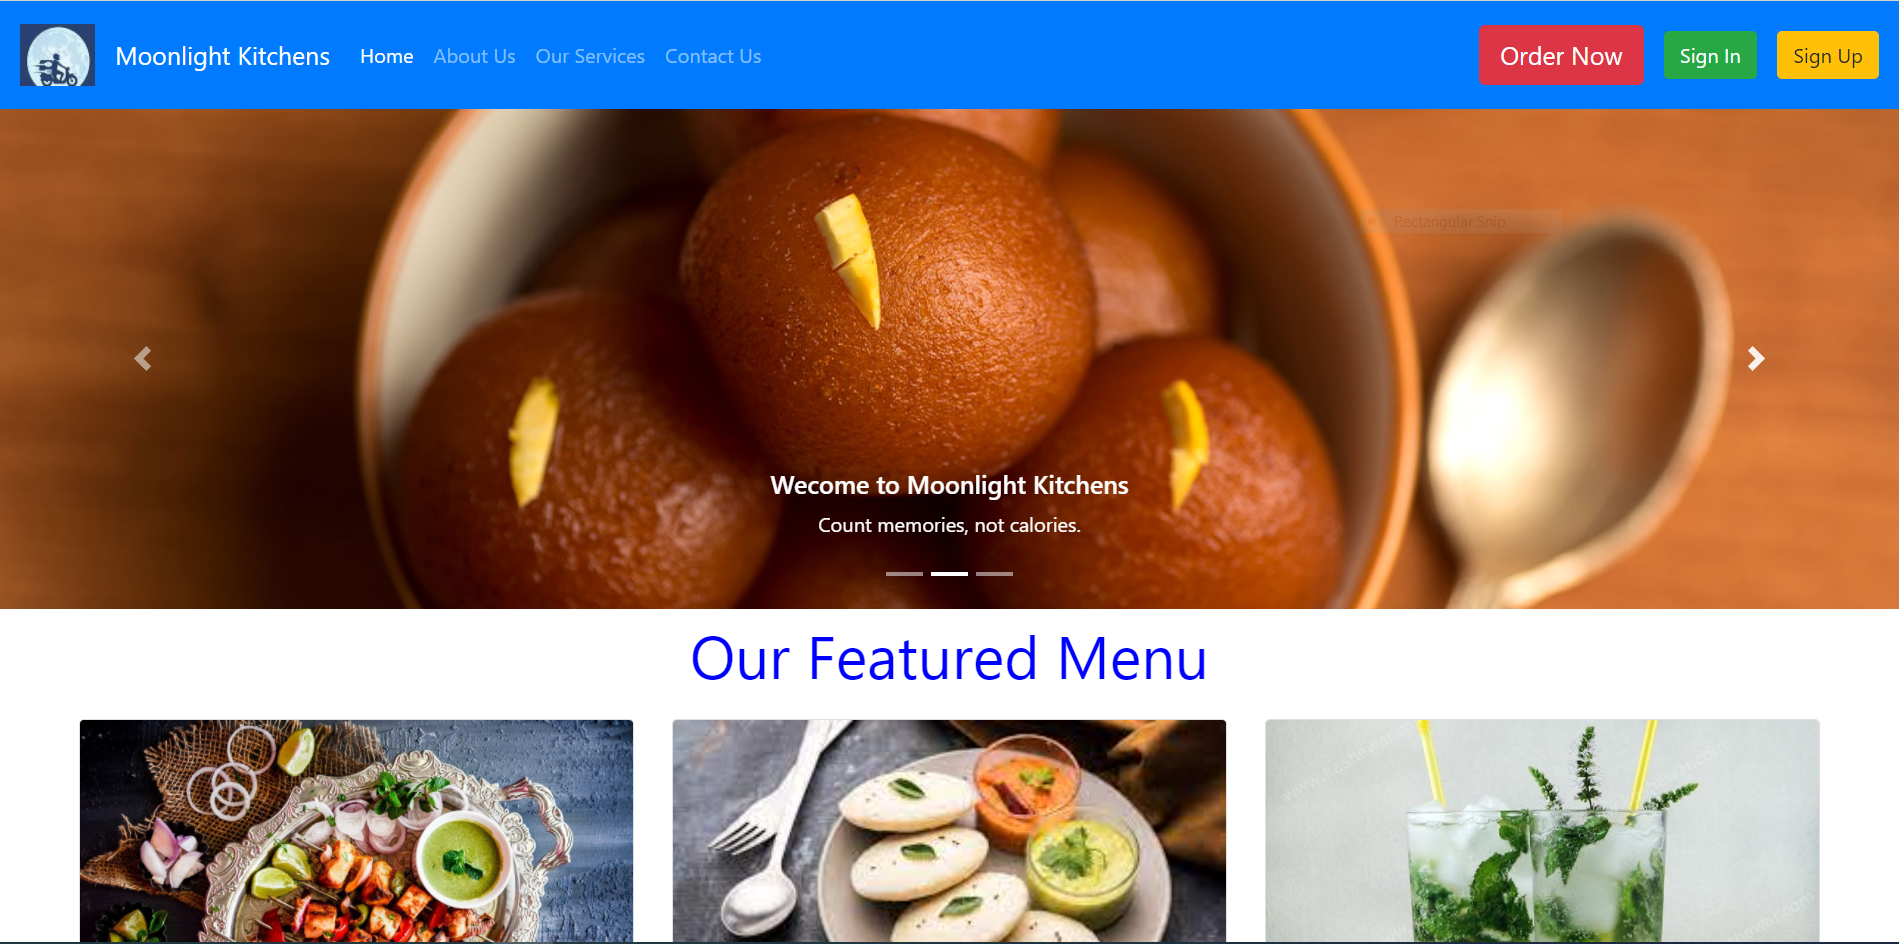 Moonlight Kitchens
Home
About Us
Our Services
Contact Us
Order Now
Sign In
Sign Up
Rectangular Snip
Wecome to Moonlight Kitchens
Count memories, not calories.
Our Featured Menu